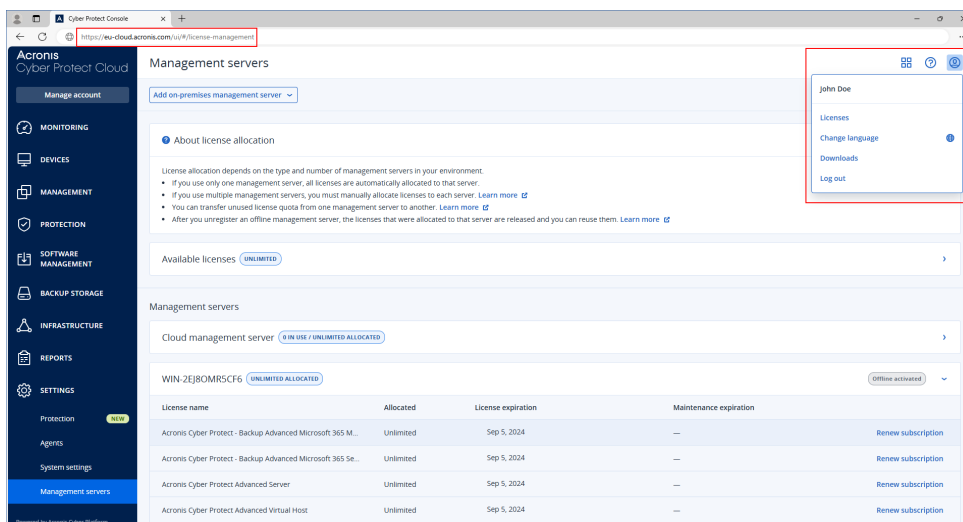 Cyber Protect Console
https://eu-cloud.acronis.com/ui/#/license-management
Acronis
Cyber Protect Cloud
Manage account
MONITORING
DEVICES
MANAGEMENT
PROTECTION
SOFTWARE
MANAGEMENT
BACKUP STORAGE
INFRASTRUCTURE
REPORTS
SETTINGS
Protection NEW
Agents
System settings
Management servers
Powered by Acronis Cyber Platform
Management servers
Add on-premises management server
John Doe
Licenses
Change language
Downloads
Log out
About license allocation
License allocation depends on the type and number of management servers in your environment.
• If you use only one management server, all licenses are automatically allocated to that server.
• If you use multiple management servers, you must manually allocate licenses to each server. Learn more
• You can transfer unused license quota from one management server to another. Learn more
• After you unregister an offline management server, the licenses that were allocated to that server are released and you can reuse them. Learn more
Available licenses UNLIMITED
Management servers
Cloud management server 0 IN USE / UNLIMITED ALLOCATED
WIN-2EJ8OMR5CF6 UNLIMITED ALLOCATED Offline activated
License name Allocated License expiration Maintenance expiration
Acronis Cyber Protect - Backup Advanced Microsoft 365 M... Unlimited Sep 5, 2024 — Renew subscription
Acronis Cyber Protect - Backup Advanced Microsoft 365 Se... Unlimited Sep 5, 2024 — Renew subscription
Acronis Cyber Protect Advanced Server Unlimited Sep 5, 2024 — Renew subscription
Acronis Cyber Protect Advanced Virtual Host Unlimited Sep 5, 2024 — Renew subscription